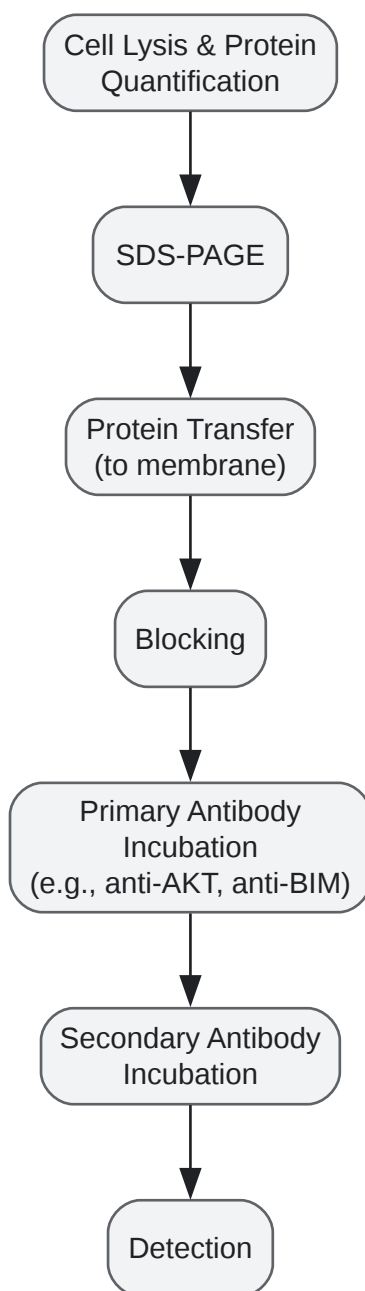 Cell Lysis & Protein
Quantification
SDS-PAGE
Protein Transfer
(to membrane)
Blocking
Primary Antibody
Incubation
(e.g., anti-AKT, anti-BIM)
Secondary Antibody
Incubation
Detection